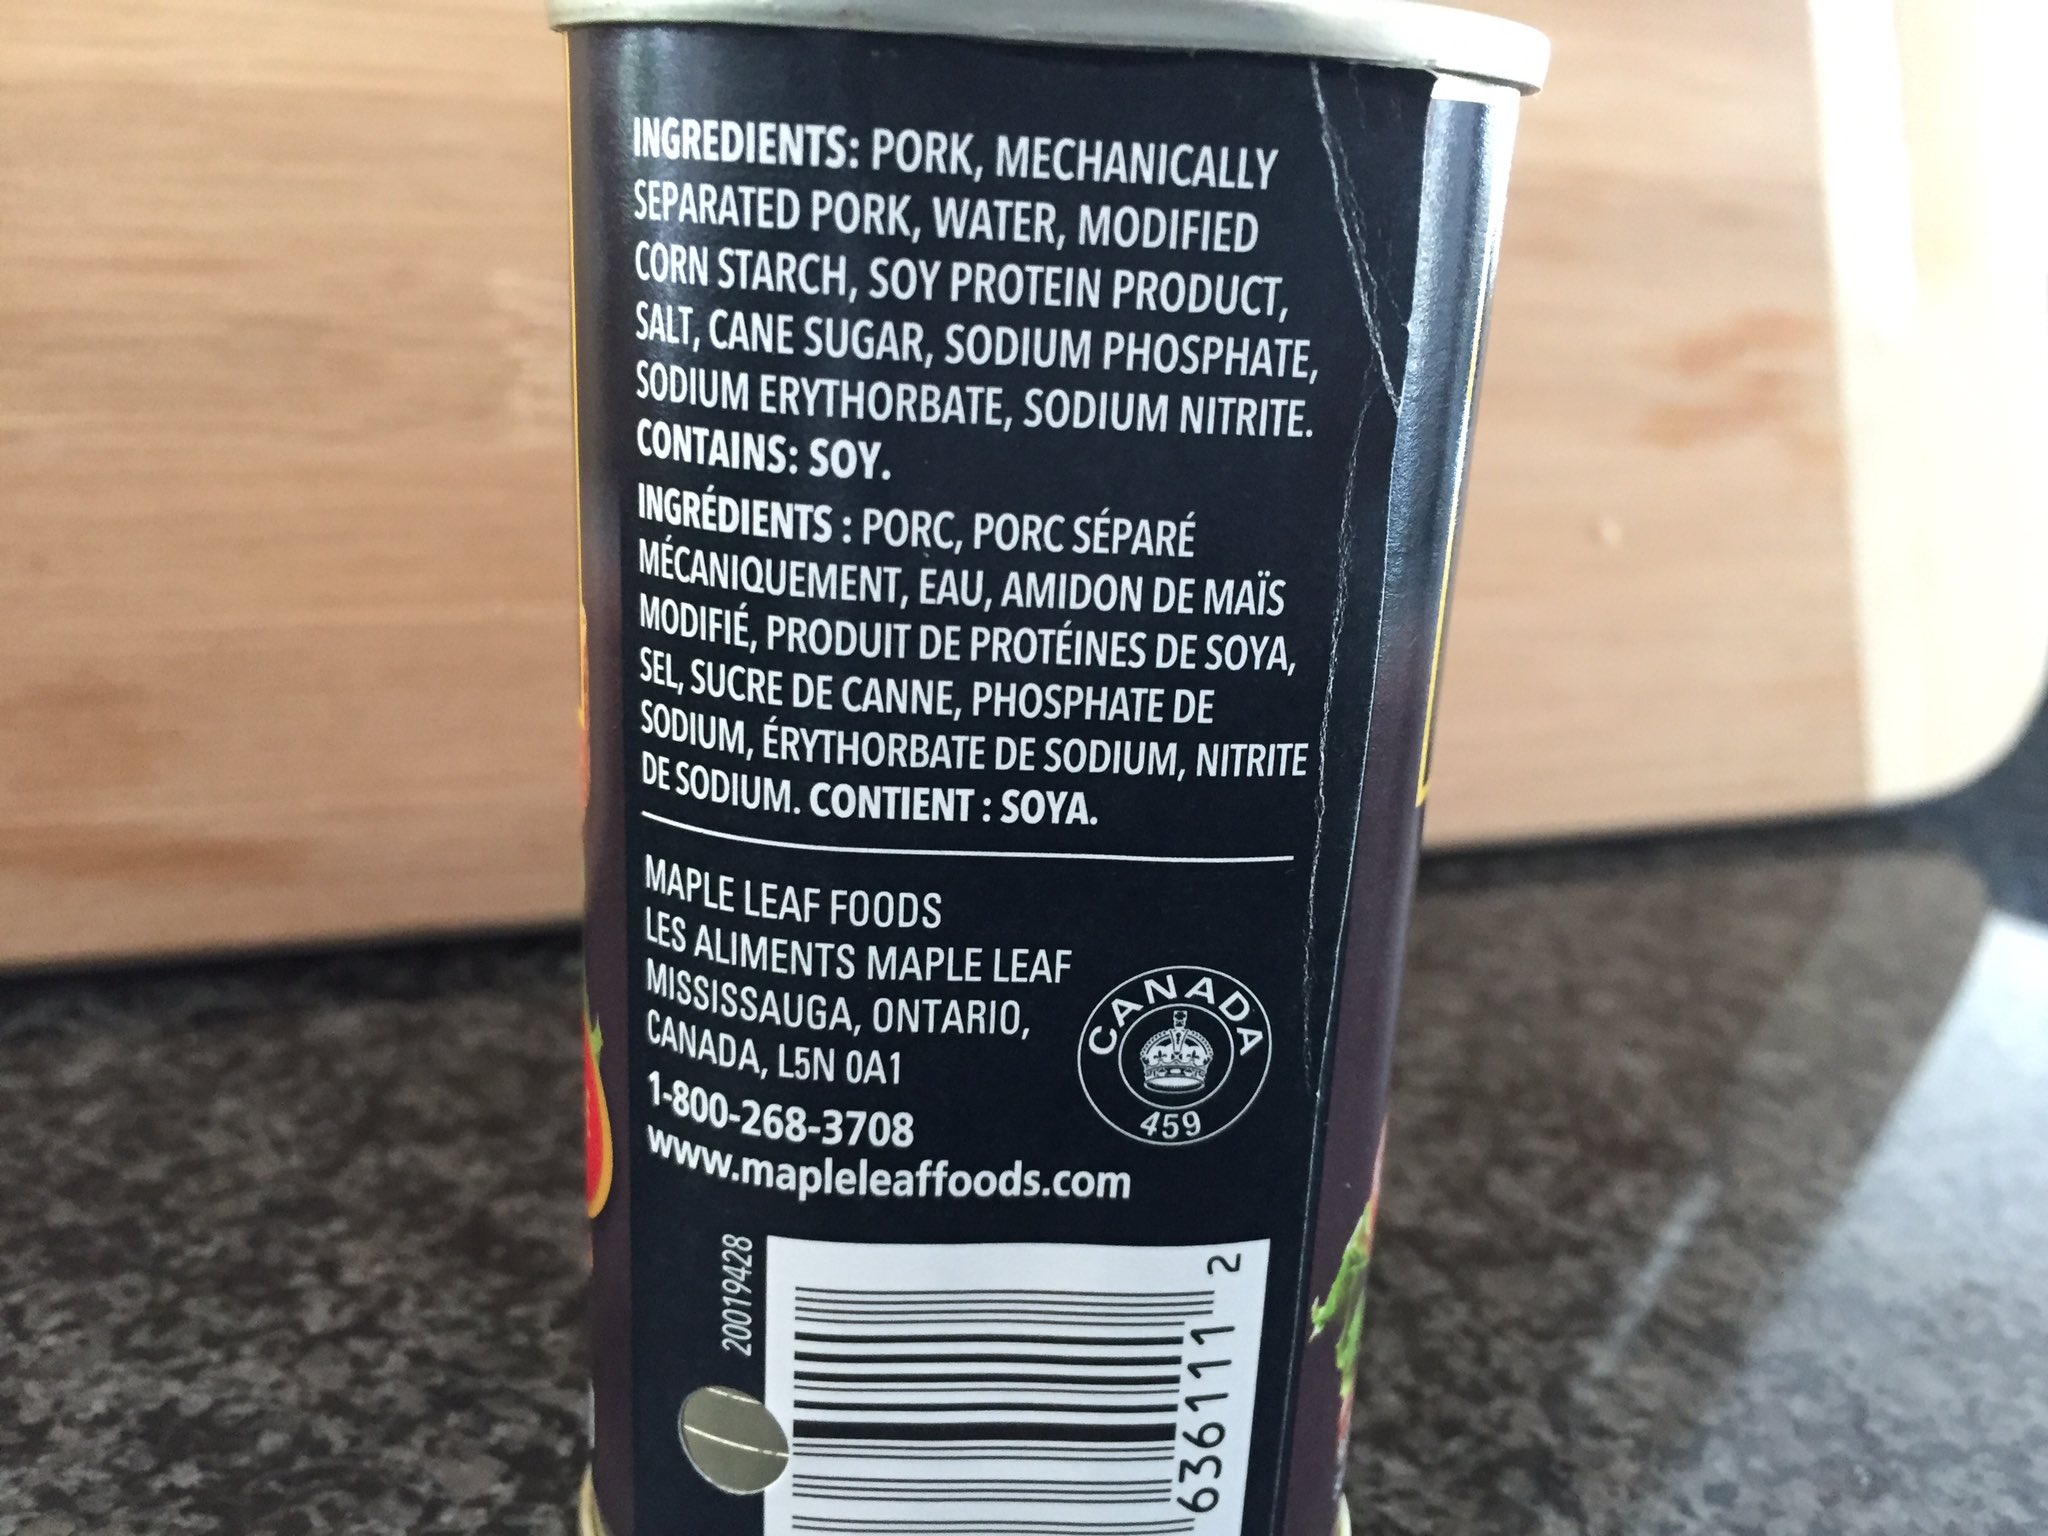 INGREDIENTS: PORK, MECHANICALLY
SEPARATED PORK, WATER, MODIFIED
CORN STARCH, SOY PROTEIN PRODUCT,
SALT, CANE SUGAR, SODIUM PHOSPHATE,
SODIUM ERYTHORBATE, SODIUM NITRITE.
CONTAINS: SOY.
INGRÉDIENTS : PORC, PORC SÉPARÉ
MÉCANIQUEMENT, EAU, AMIDON DE MAÏS
MODIFIÉ, PRODUIT DE PROTÉINES DE SOYA,
SEL, SUCRE DE CANNE, PHOSPHATE DE
SODIUM, ÉRYTHORBATE DE SODIUM, NITRITE
DE SODIUM. CONTIENT : SOYA.
MAPLE LEAF FOODS
LES ALIMENTS MAPLE LEAF
MISSISSAUGA, ONTARIO,
CANADA, L5N 0A1
1-800-268-3708
www.mapleleaffoods.com
CANADA
459
20019428
63611 2